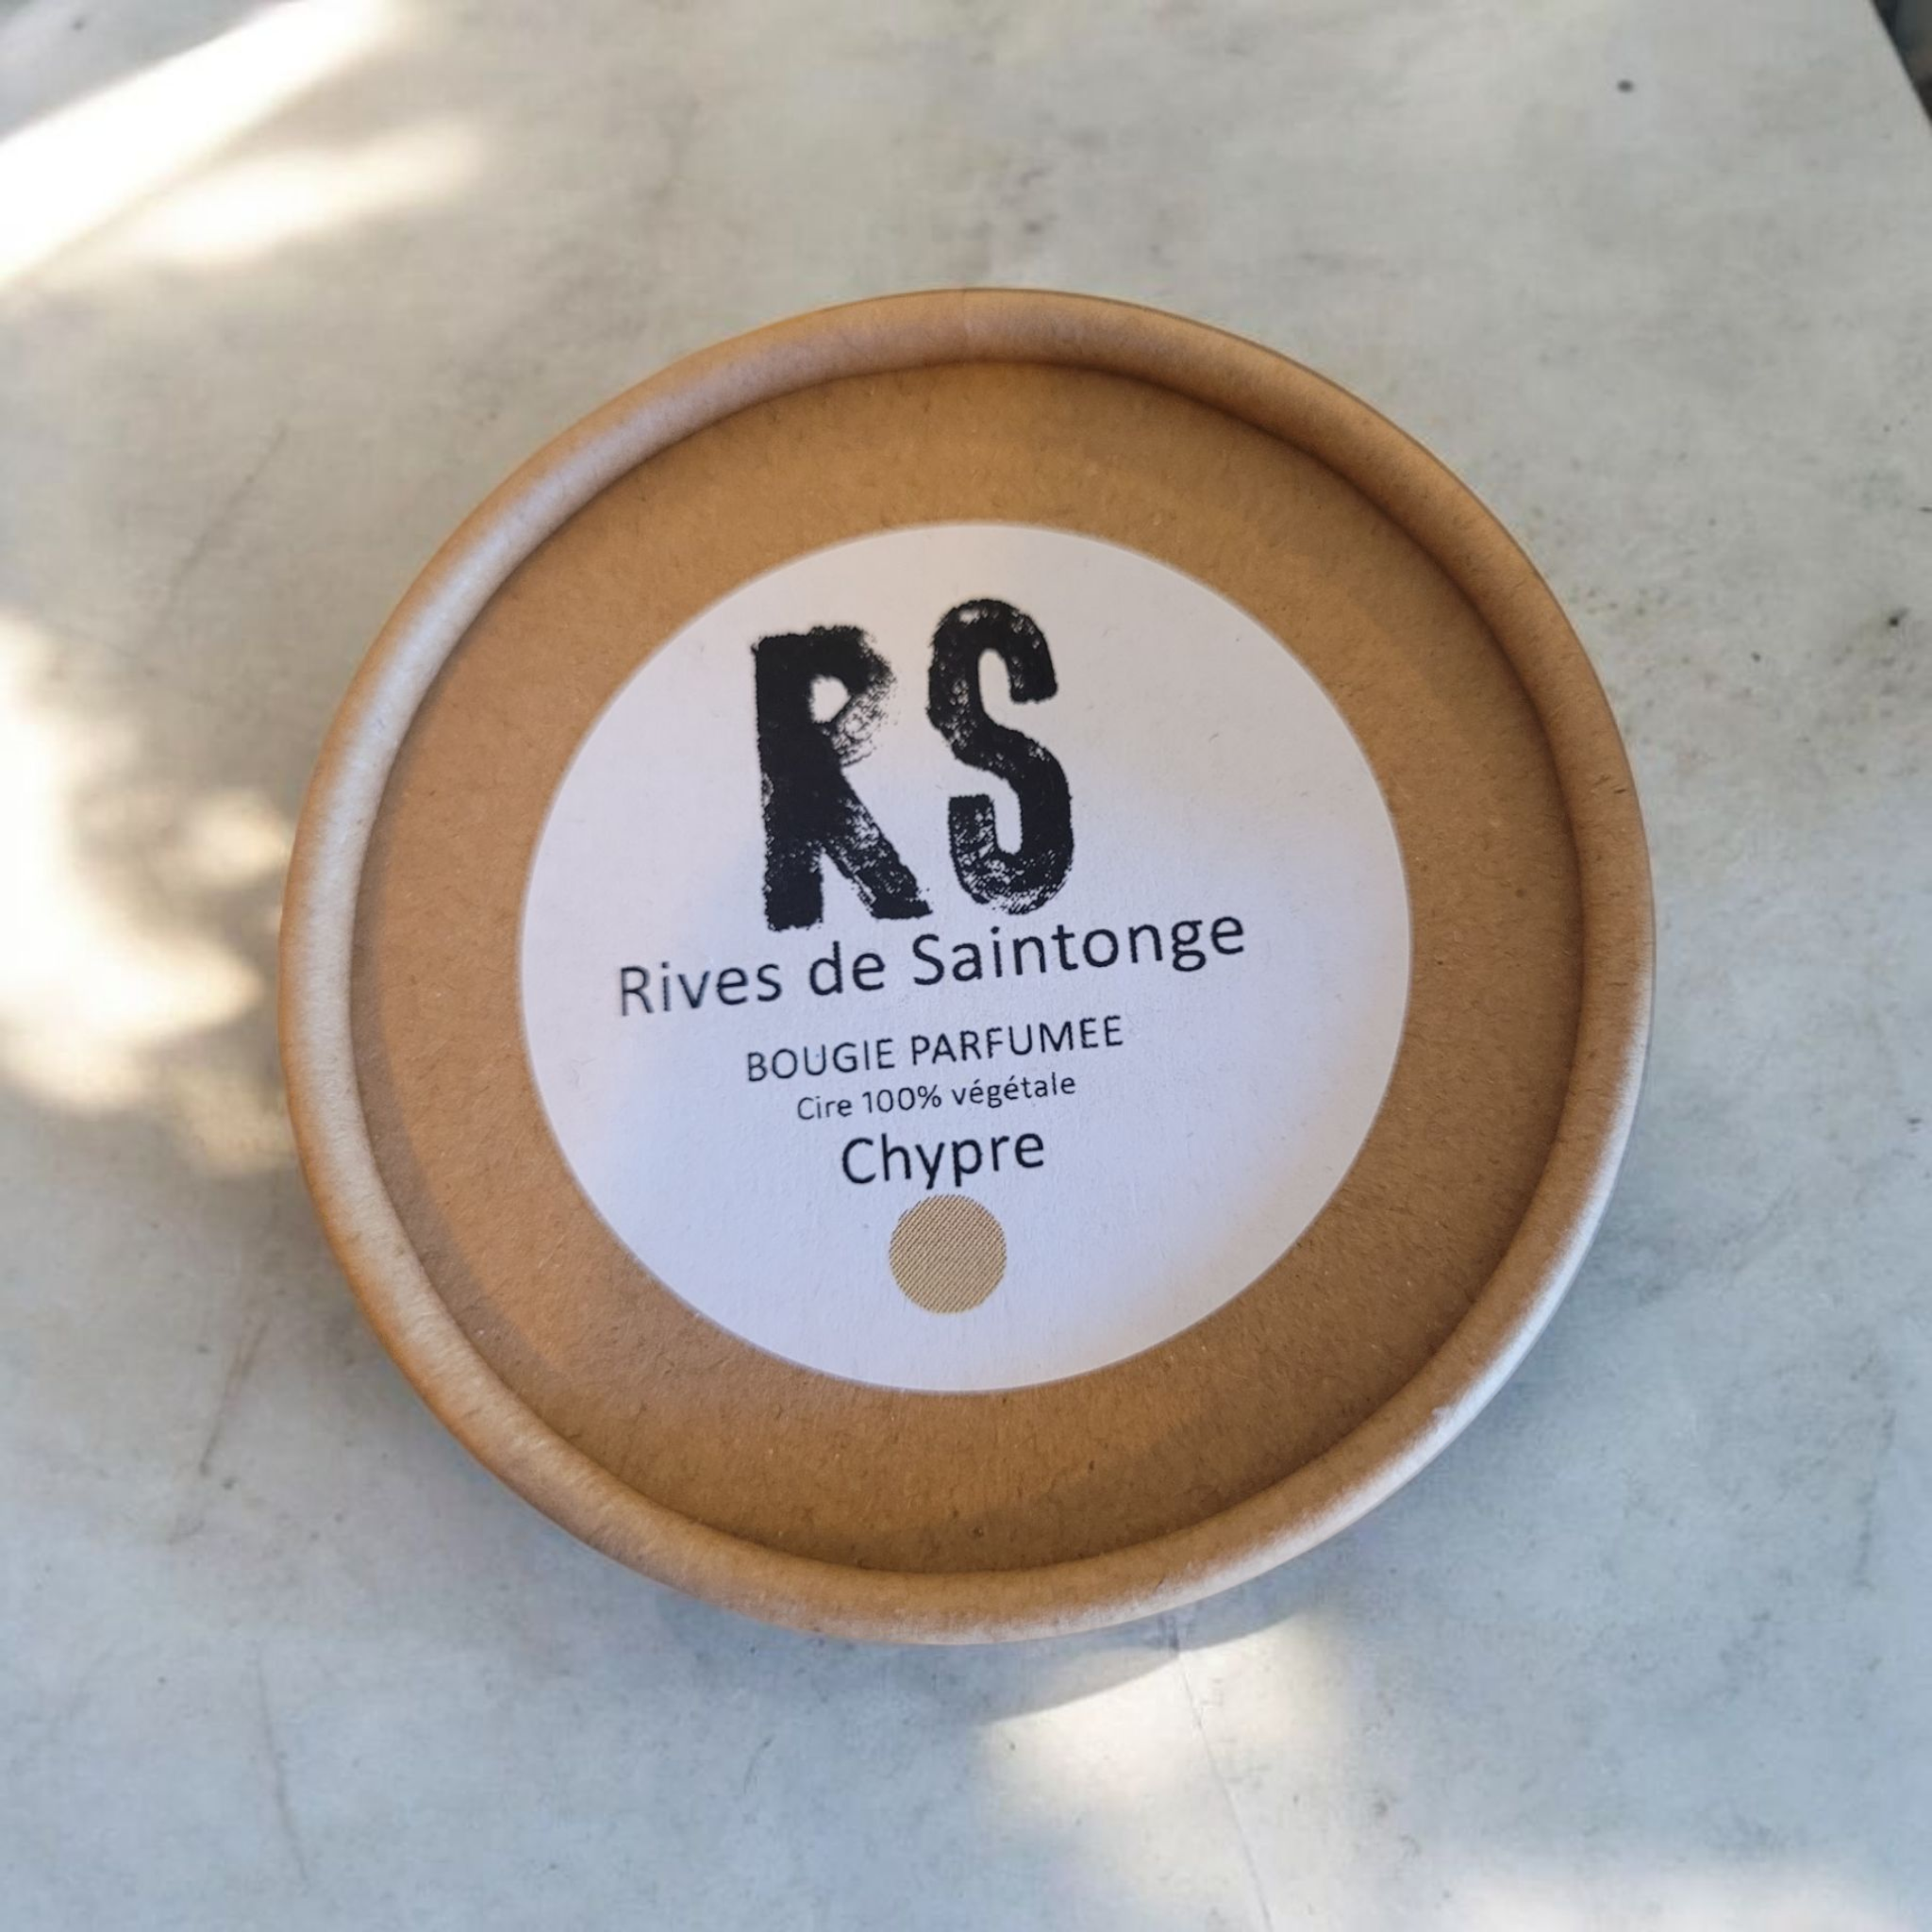 RS
Rives de Saintonge
BOUGIE PARFUMEE
Cire 100% végétale
Chypre